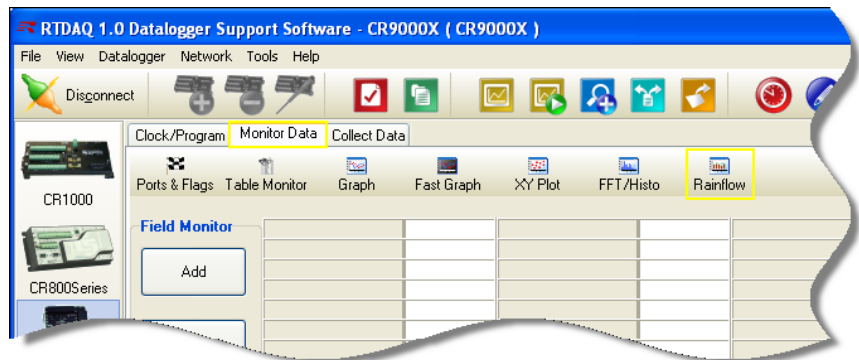 RTDAQ 1.0 Datalogger Support Software - CR9000X ( CR9000X )
File View Datalogger Network Tools Help
Disconnect
Clock/Program Monitor Data Collect Data
Ports & Flags Table Monitor Graph Fast Graph XY Plot FFT/Histo Rainflow
CR1000
Field Monitor
Add
CR800Series